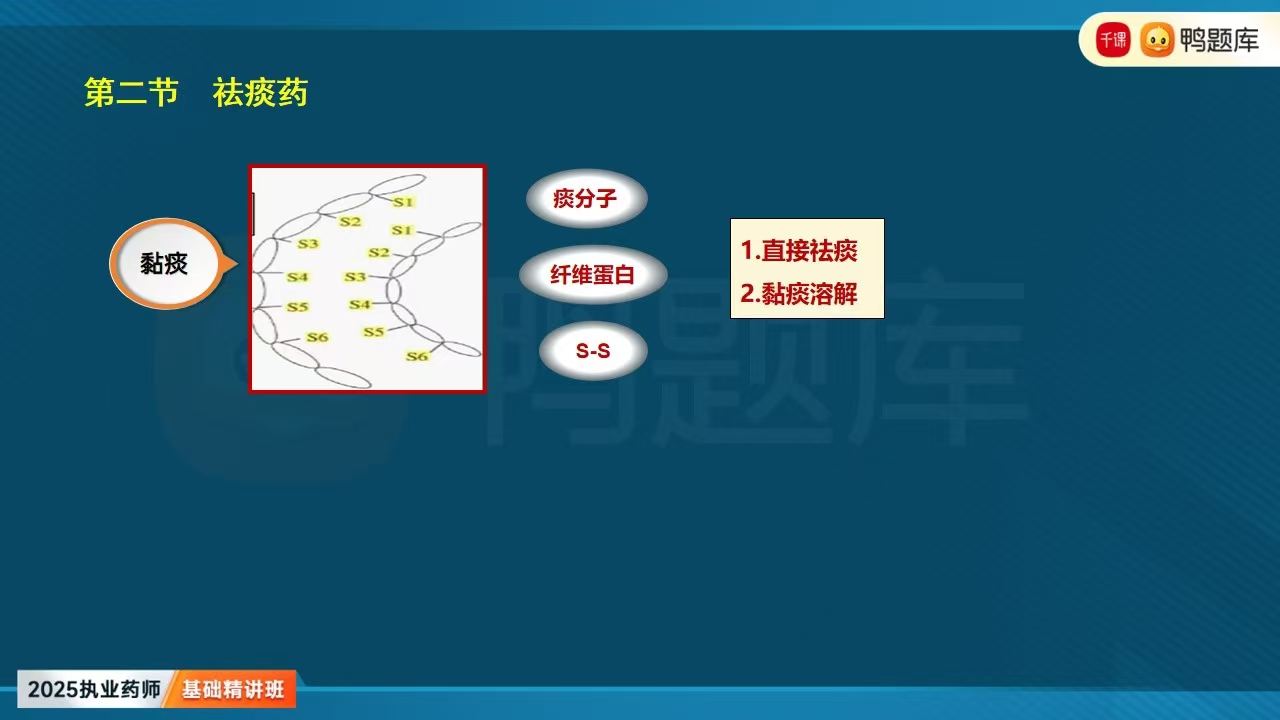 千课 鸭题库
第二节 祛痰药
黏痰
S1
S2
S3
S4
S5
S6
S1
S2
S3
S4
S5
S6
痰分子
纤维蛋白
S-S
1.直接祛痰
2.黏痰溶解
鸭题库
2025执业药师 基础精讲班